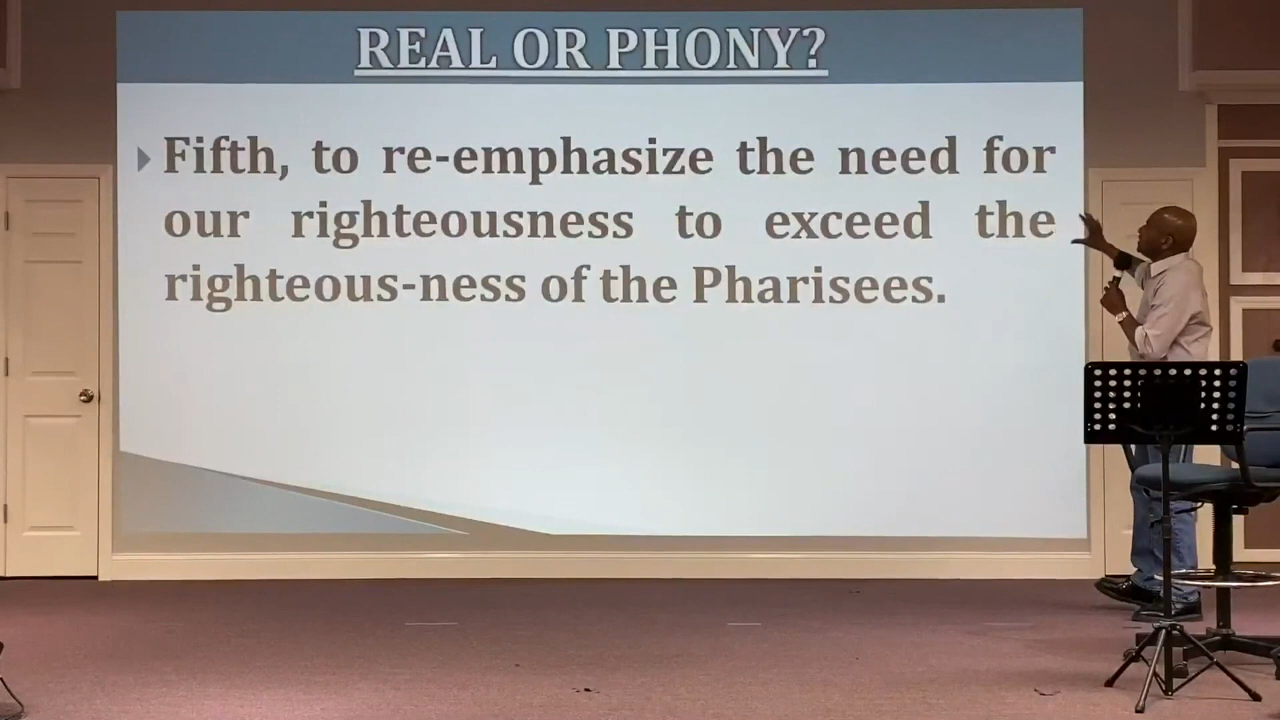 REAL OR PHONY?
Fifth, to re-emphasize the need for
our righteousness to exceed the
righteous-ness of the Pharisees.